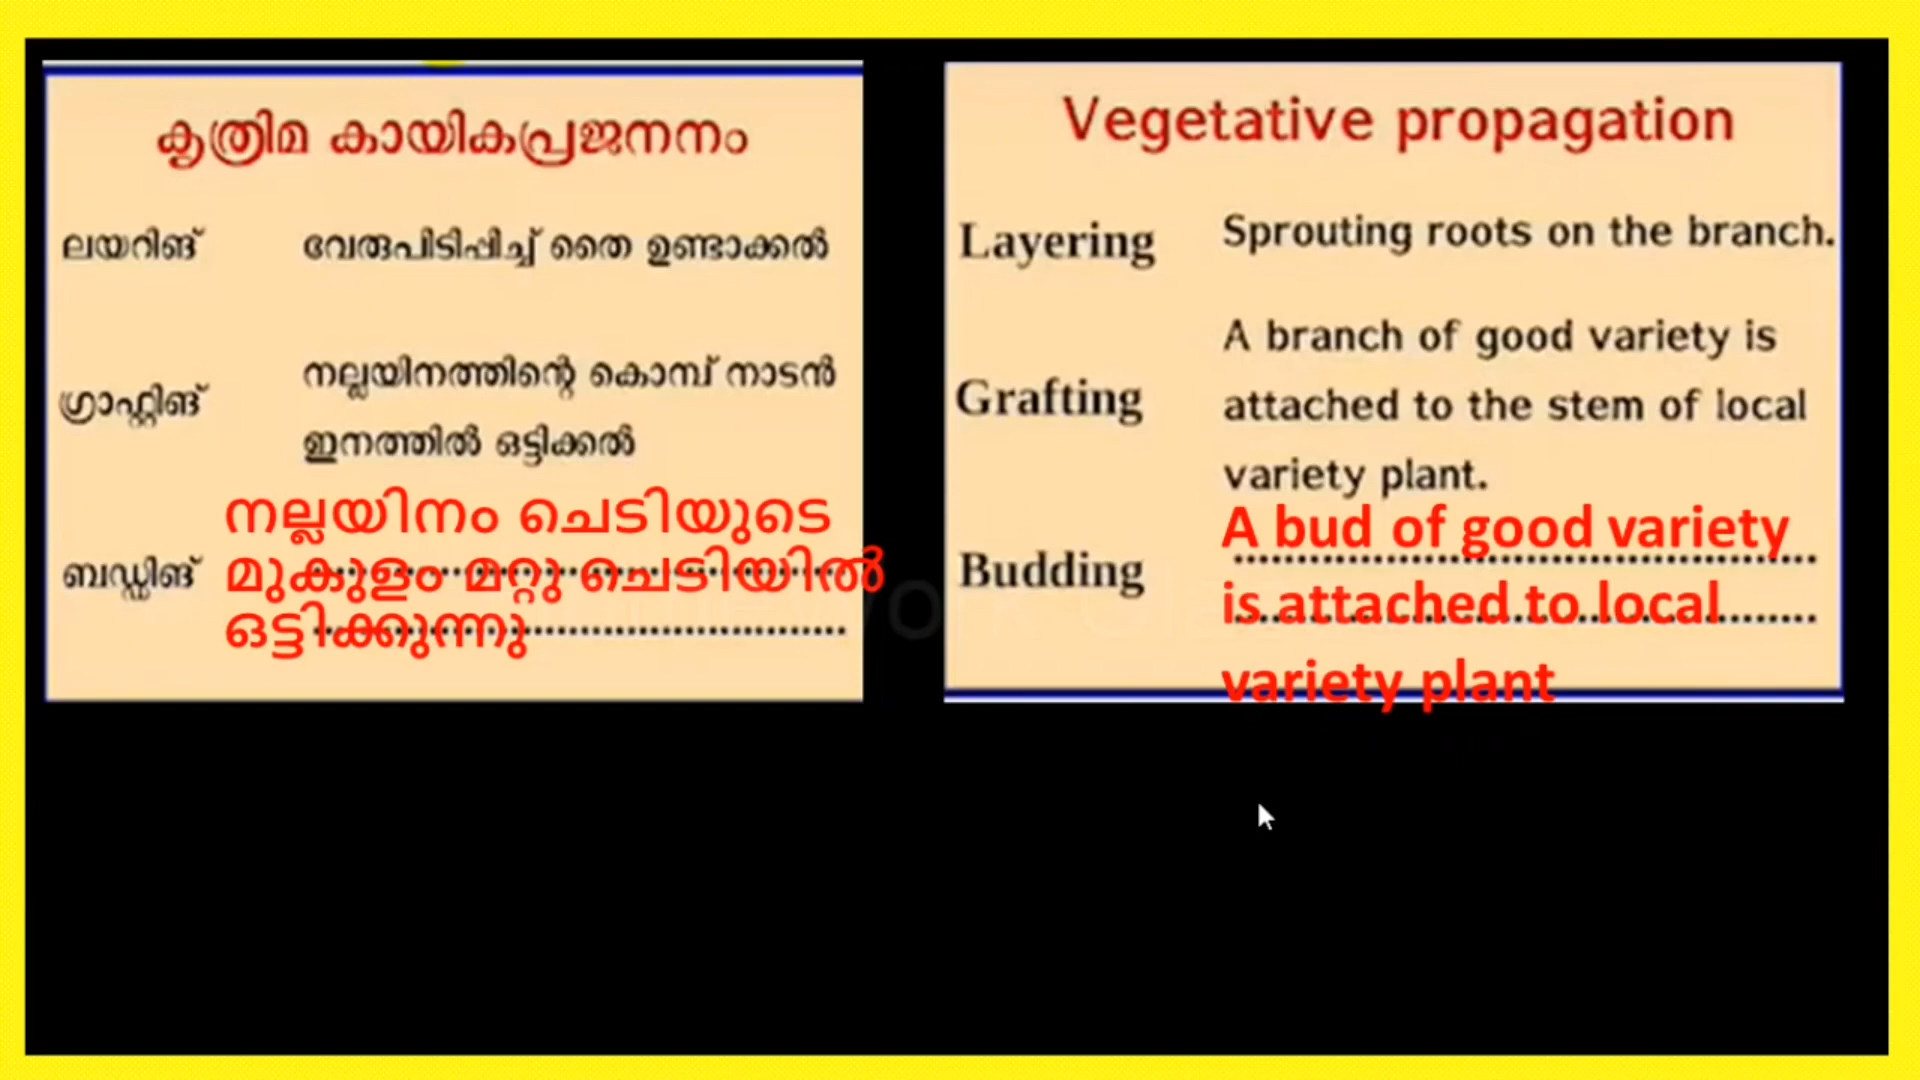 കൃത്രിമ കായികപ്രജനനം
ലയറിങ് വേരുപിടിപ്പിച്ച് തൈ ഉണ്ടാക്കൽ
ഗ്രാഫ്റ്റിങ് നല്ലയിനത്തിന്റെ കൊമ്പ് നാടൻ
ഇനത്തിൽ ഒട്ടിക്കൽ
നല്ലയിനം ചെടിയുടെ
ബഡ്ഡിങ് മുകുളം മറ്റു ചെടിയിൽ
ഒട്ടിക്കുന്നു
Vegetative propagation
Layering Sprouting roots on the branch.
A branch of good variety is
Grafting attached to the stem of local
variety plant.
A bud of good variety
Budding is attached to local
variety plant